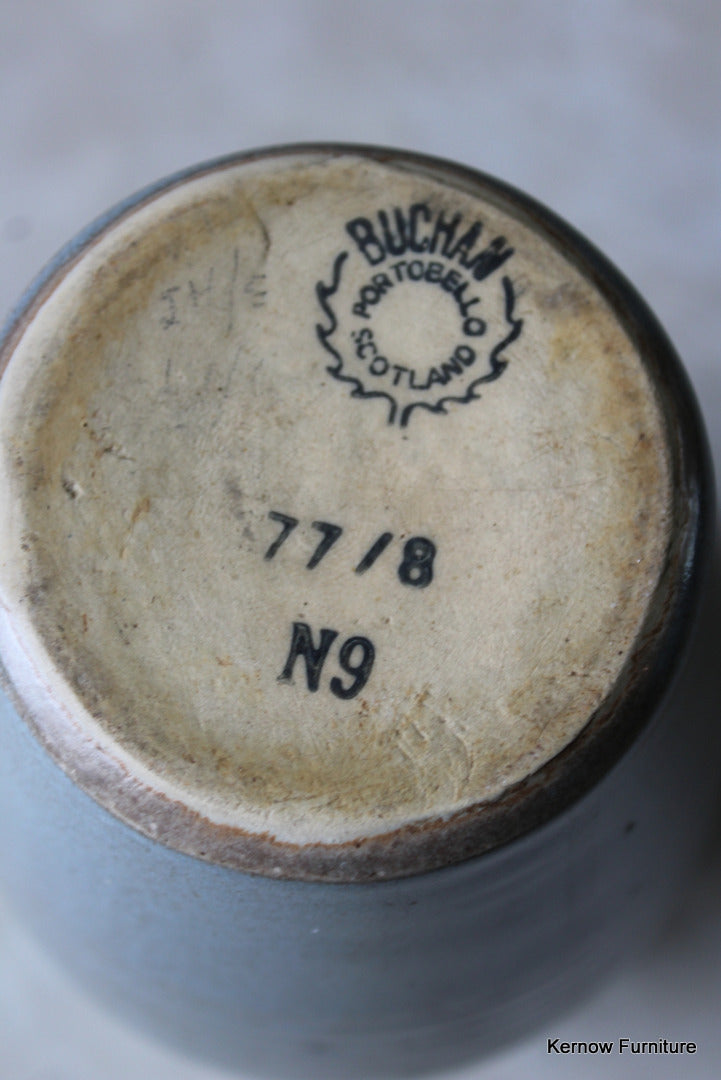 BUCHAN
PORTOBELLO
SCOTLAND
77/8
N9
Kernow Furniture